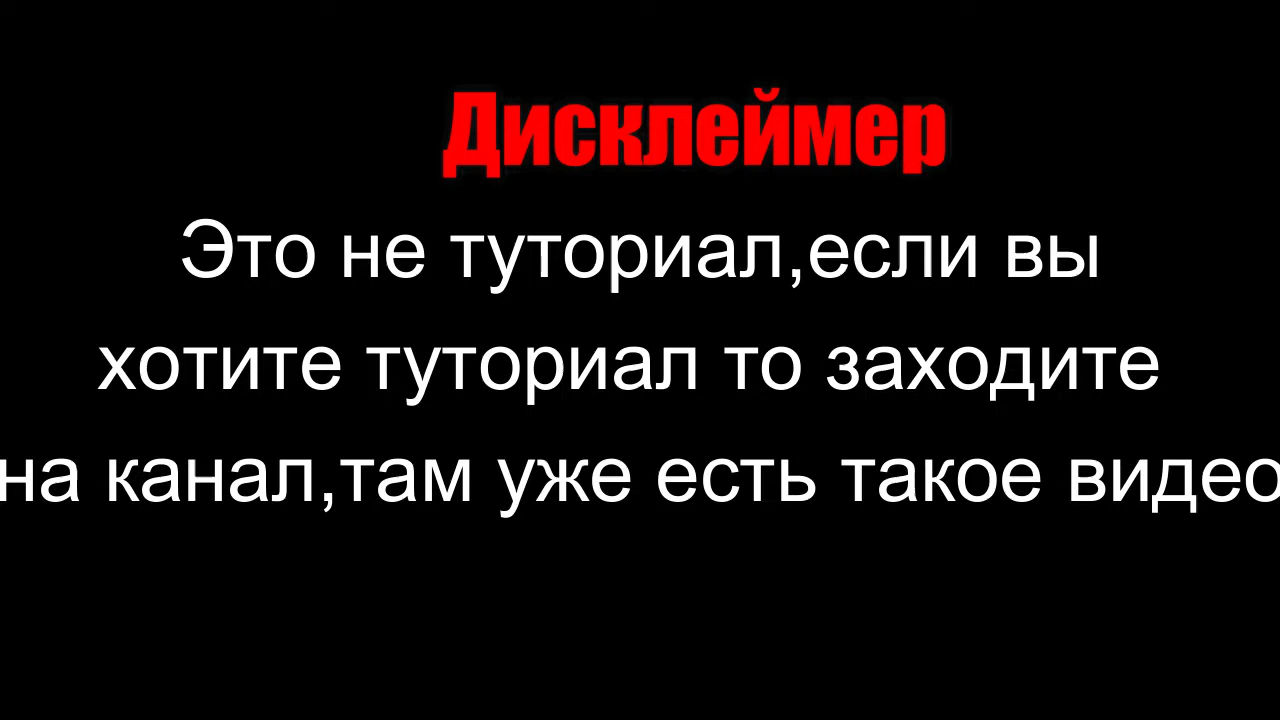 Дисклеймер
Это не туториал,если вы
хотите туториал то заходите
на канал,там уже есть такое видео